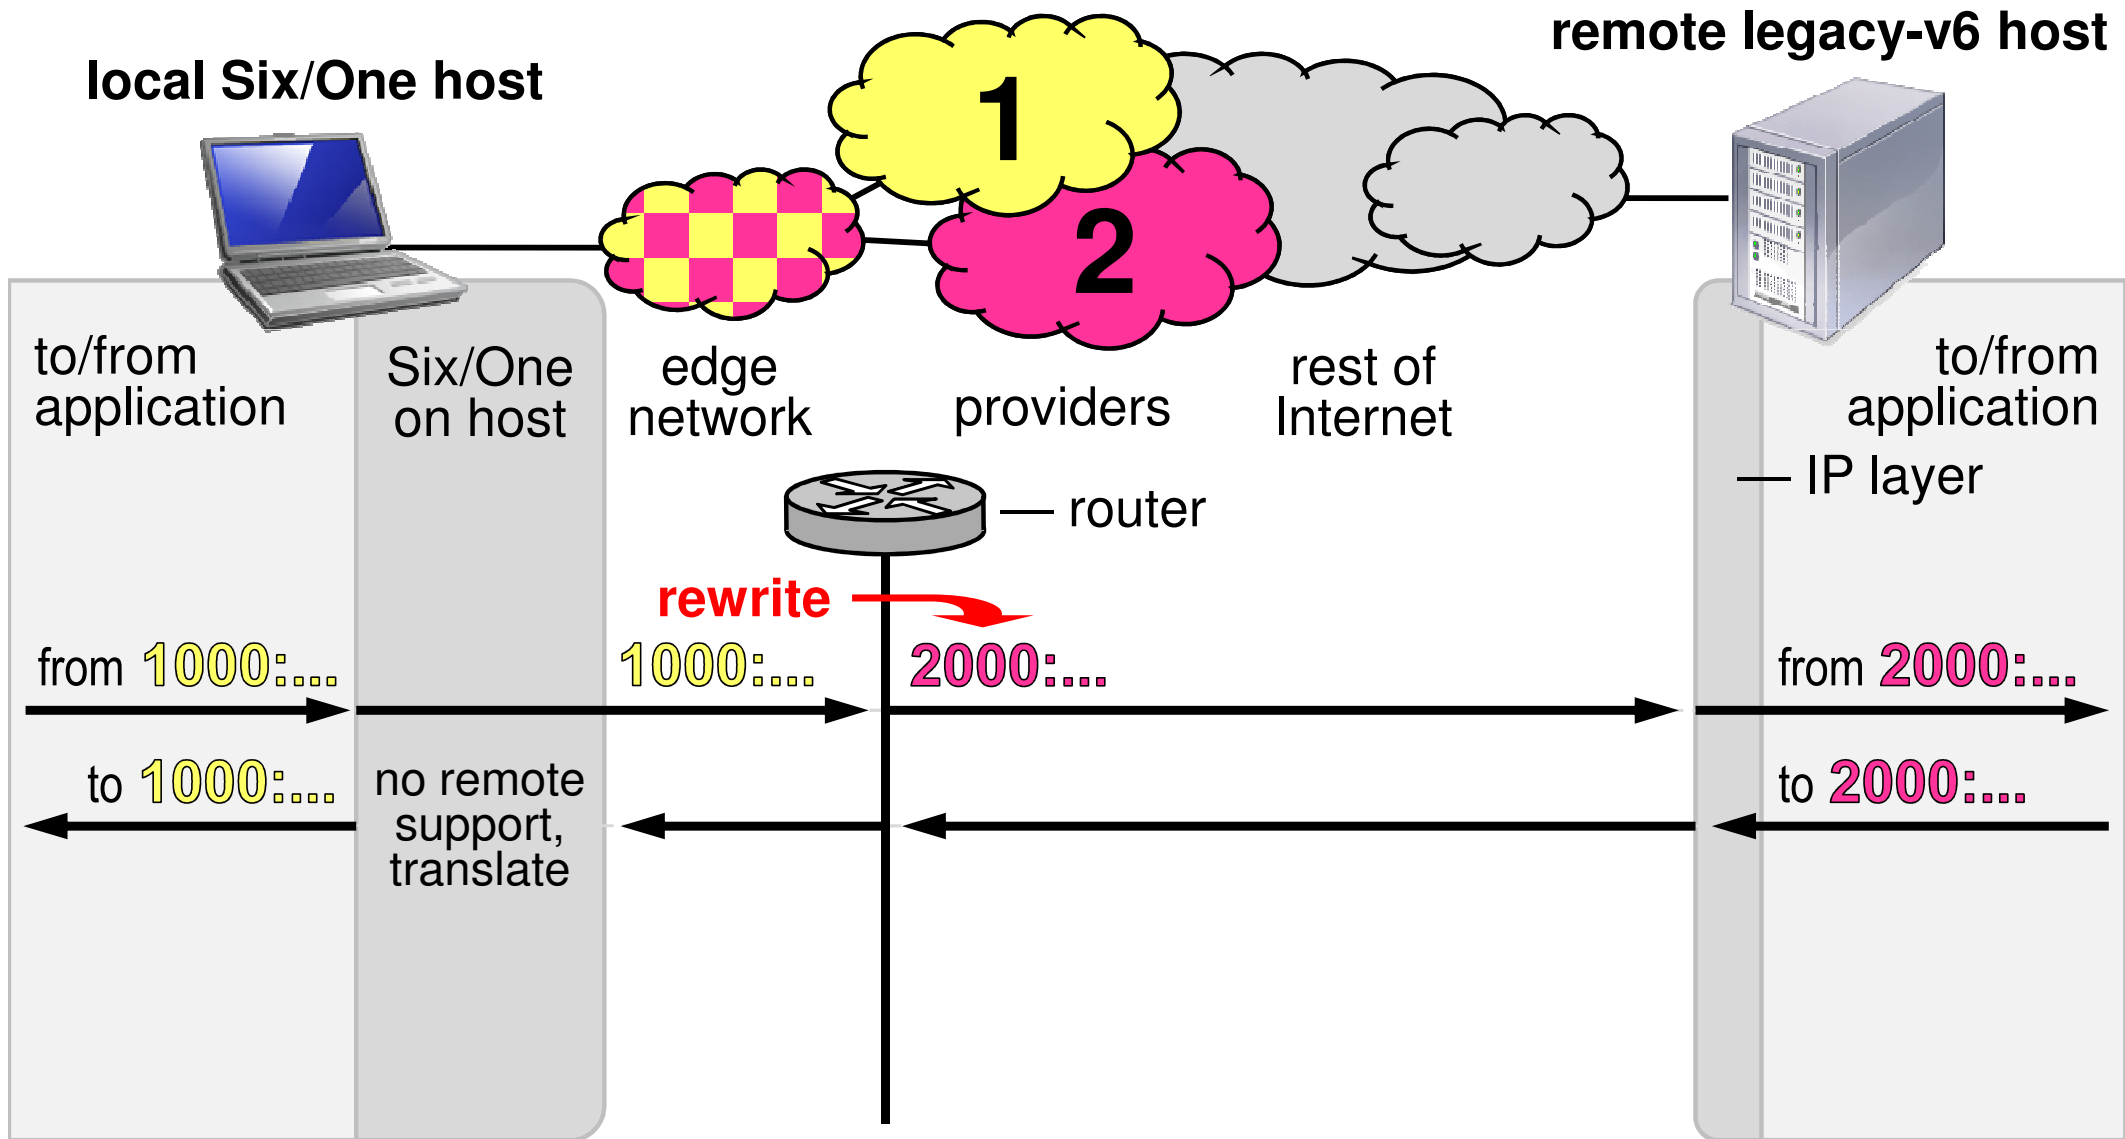 local Six/One host
remote legacy-v6 host
1
2
to/from
application
Six/One
on host
edge
network
providers
rest of
Internet
to/from
application
IP layer
router
rewrite
from 1000:...
1000:...
2000:...
from 2000:...
to 1000:...
no remote
support,
translate
to 2000:...